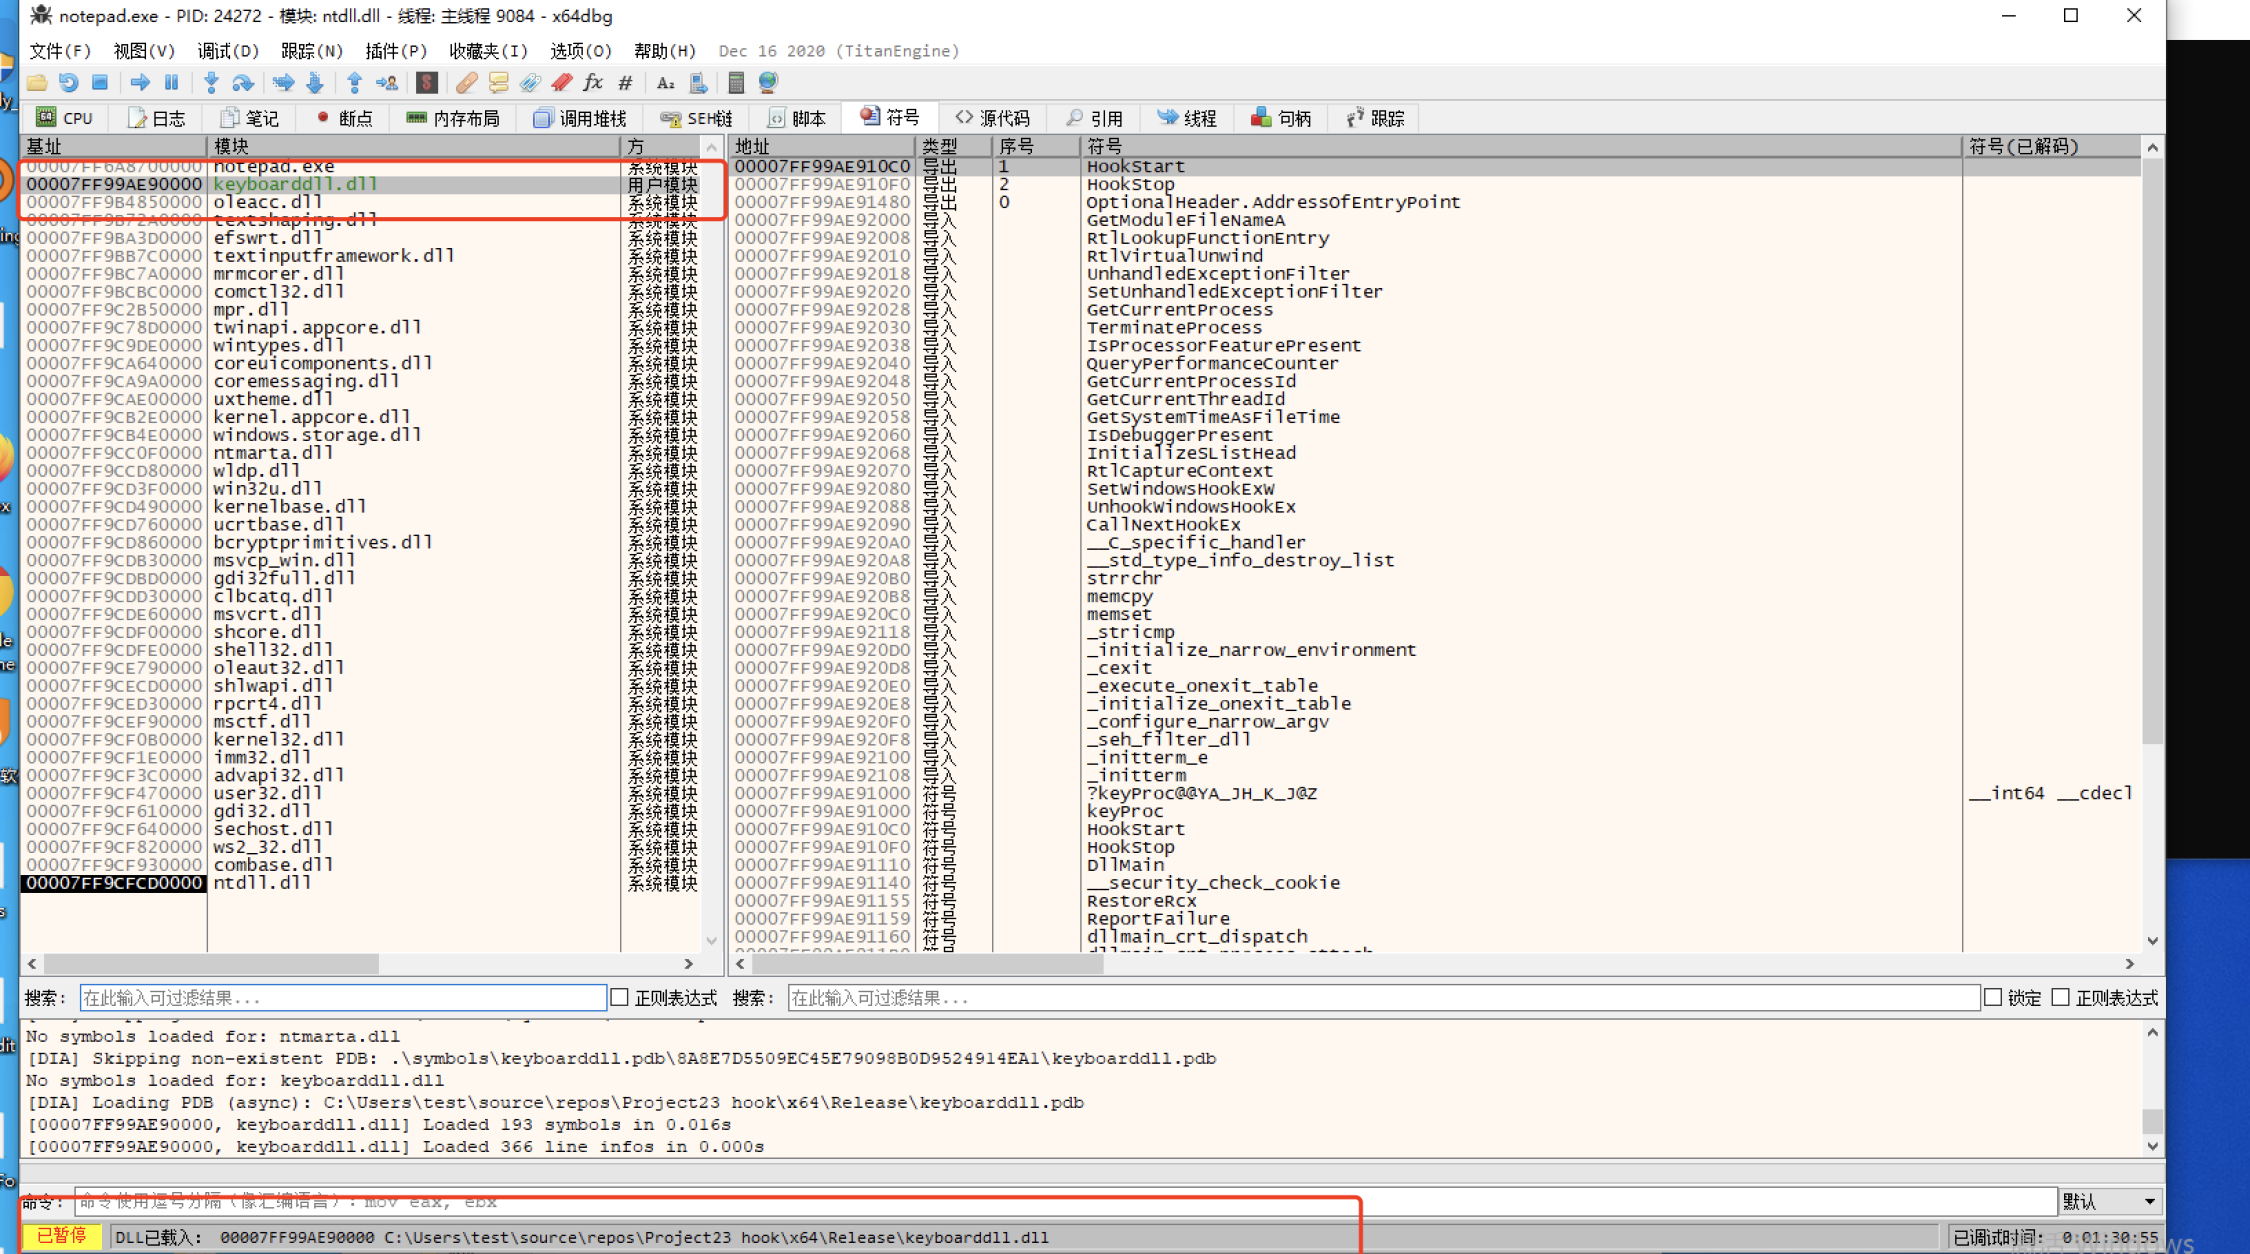 notepad.exe - PID: 24272 - 模块: ntdll.dll - 线程: 主线程 9084 - x64dbg
文件(F) 视图(V) 调试(D) 跟踪(N) 插件(P) 收藏夹(I) 选项(O) 帮助(H) Dec 16 2020 (TitanEngine)
CPU 日志 笔记 断点 内存布局 调用堆栈 SEH链 脚本 符号 源代码 引用 线程 句柄 跟踪
基址 模块 方 地址 类型 序号 符号 符号(已解码)
00007FF6A8700000 notepad.exe 系统模块 00007FF99AE910C0 导出 1 HookStart
00007FF99AE90000 keyboarddll.dll 用户模块 00007FF99AE910F0 导出 2 HookStop
00007FF9B4850000 oleacc.dll 系统模块 00007FF99AE91480 导出 0 OptionalHeader.AddressOfEntryPoint
00007FF9B72A0000 textshaping.dll 系统模块 00007FF99AE92000 导入 GetModuleFileNameA
00007FF9BA3D0000 efswrt.dll 系统模块 00007FF99AE92008 导入 RtlLookupFunctionEntry
00007FF9BB7C0000 textinputframework.dll 系统模块 00007FF99AE92010 导入 RtlVirtualUnwind
00007FF9BC7A0000 mrmcorer.dll 系统模块 00007FF99AE92018 导入 UnhandledExceptionFilter
00007FF9BCBC0000 comctl32.dll 系统模块 00007FF99AE92020 导入 SetUnhandledExceptionFilter
00007FF9C2B50000 mpr.dll 系统模块 00007FF99AE92028 导入 GetCurrentProcess
00007FF9C78D0000 twinapi.appcore.dll 系统模块 00007FF99AE92030 导入 TerminateProcess
00007FF9C9DE0000 wintypes.dll 系统模块 00007FF99AE92038 导入 IsProcessorFeaturePresent
00007FF9CA640000 coreuicomponents.dll 系统模块 00007FF99AE92040 导入 QueryPerformanceCounter
00007FF9CA9A0000 coremessaging.dll 系统模块 00007FF99AE92048 导入 GetCurrentProcessId
00007FF9CAE00000 uxtheme.dll 系统模块 00007FF99AE92050 导入 GetCurrentThreadId
00007FF9CB2E0000 kernel.appcore.dll 系统模块 00007FF99AE92058 导入 GetSystemTimeAsFileTime
00007FF9CB4E0000 windows.storage.dll 系统模块 00007FF99AE92060 导入 IsDebuggerPresent
00007FF9CC0F0000 ntmarta.dll 系统模块 00007FF99AE92068 导入 InitializeSListHead
00007FF9CCD80000 wldp.dll 系统模块 00007FF99AE92070 导入 RtlCaptureContext
00007FF9CD3F0000 win32u.dll 系统模块 00007FF99AE92080 导入 SetWindowsHookExW
00007FF9CD490000 kernelbase.dll 系统模块 00007FF99AE92088 导入 UnhookWindowsHookEx
00007FF9CD760000 ucrtbase.dll 系统模块 00007FF99AE92090 导入 CallNextHookEx
00007FF9CD860000 bcryptprimitives.dll 系统模块 00007FF99AE920A0 导入 __C_specific_handler
00007FF9CDB30000 msvcp_win.dll 系统模块 00007FF99AE920A8 导入 __std_type_info_destroy_list
00007FF9CDBD0000 gdi32full.dll 系统模块 00007FF99AE920B0 导入 strrchr
00007FF9CDD30000 clbcatq.dll 系统模块 00007FF99AE920B8 导入 memcpy
00007FF9CDE60000 msvcrt.dll 系统模块 00007FF99AE920C0 导入 memset
00007FF9CDF00000 shcore.dll 系统模块 00007FF99AE92118 导入 _stricmp
00007FF9CDFE0000 shell32.dll 系统模块 00007FF99AE920D0 导入 _initialize_narrow_environment
00007FF9CE790000 oleaut32.dll 系统模块 00007FF99AE920D8 导入 _cexit
00007FF9CECD0000 shlwapi.dll 系统模块 00007FF99AE920E0 导入 _execute_onexit_table
00007FF9CED30000 rpcrt4.dll 系统模块 00007FF99AE920E8 导入 _initialize_onexit_table
00007FF9CEF90000 msctf.dll 系统模块 00007FF99AE920F0 导入 _configure_narrow_argv
00007FF9CF0B0000 kernel32.dll 系统模块 00007FF99AE920F8 导入 _seh_filter_dll
00007FF9CF1E0000 imm32.dll 系统模块 00007FF99AE92100 导入 _initterm_e
00007FF9CF3C0000 advapi32.dll 系统模块 00007FF99AE92108 导入 _initterm
00007FF9CF470000 user32.dll 系统模块 00007FF99AE91000 符号 ?keyProc@@YA_JH_K_J@Z __int64 __cdecl
00007FF9CF610000 gdi32.dll 系统模块 00007FF99AE91000 符号 keyProc
00007FF9CF640000 sechost.dll 系统模块 00007FF99AE910C0 符号 HookStart
00007FF9CF820000 ws2_32.dll 系统模块 00007FF99AE910F0 符号 HookStop
00007FF9CF930000 combase.dll 系统模块 00007FF99AE91110 符号 DllMain
00007FF9CFCD0000 ntdll.dll 系统模块 00007FF99AE91140 符号 __security_check_cookie
00007FF99AE91155 符号 RestoreRcx
00007FF99AE91159 符号 ReportFailure
00007FF99AE91160 符号 dllmain_crt_dispatch
搜索: 在此输入可过滤结果... 正则表达式 搜索: 在此输入可过滤结果... 锁定 正则表达式
No symbols loaded for: ntmarta.dll
[DIA] Skipping non-existent PDB: .\symbols\keyboarddll.pdb\8A8E7D5509EC45E79098B0D9524914EA1\keyboarddll.pdb
No symbols loaded for: keyboarddll.dll
[DIA] Loading PDB (async): C:\Users\test\source\repos\Project23 hook\x64\Release\keyboarddll.pdb
[00007FF99AE90000, keyboarddll.dll] Loaded 193 symbols in 0.016s
[00007FF99AE90000, keyboarddll.dll] Loaded 366 line infos in 0.000s
命令: 命令使用逗号分隔（像汇编语言）: mov eax, ebx 默认
已暂停 DLL已载入: 00007FF99AE90000 C:\Users\test\source\repos\Project23 hook\x64\Release\keyboarddll.dll 已调试时间: 0:01:30:55